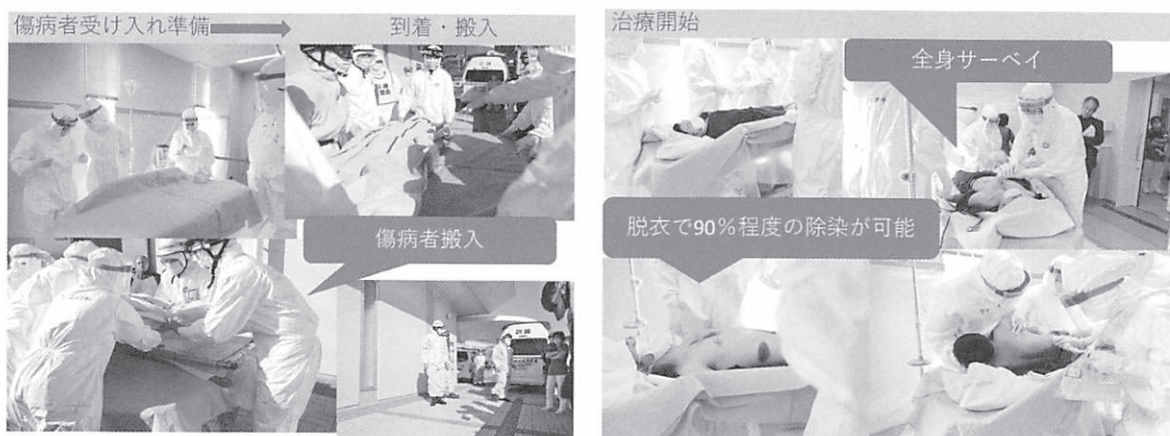 傷病者受け入れ準備
到着・搬入
傷病者搬入
治療開始
全身サーベイ
脱衣で90%程度の除染が可能